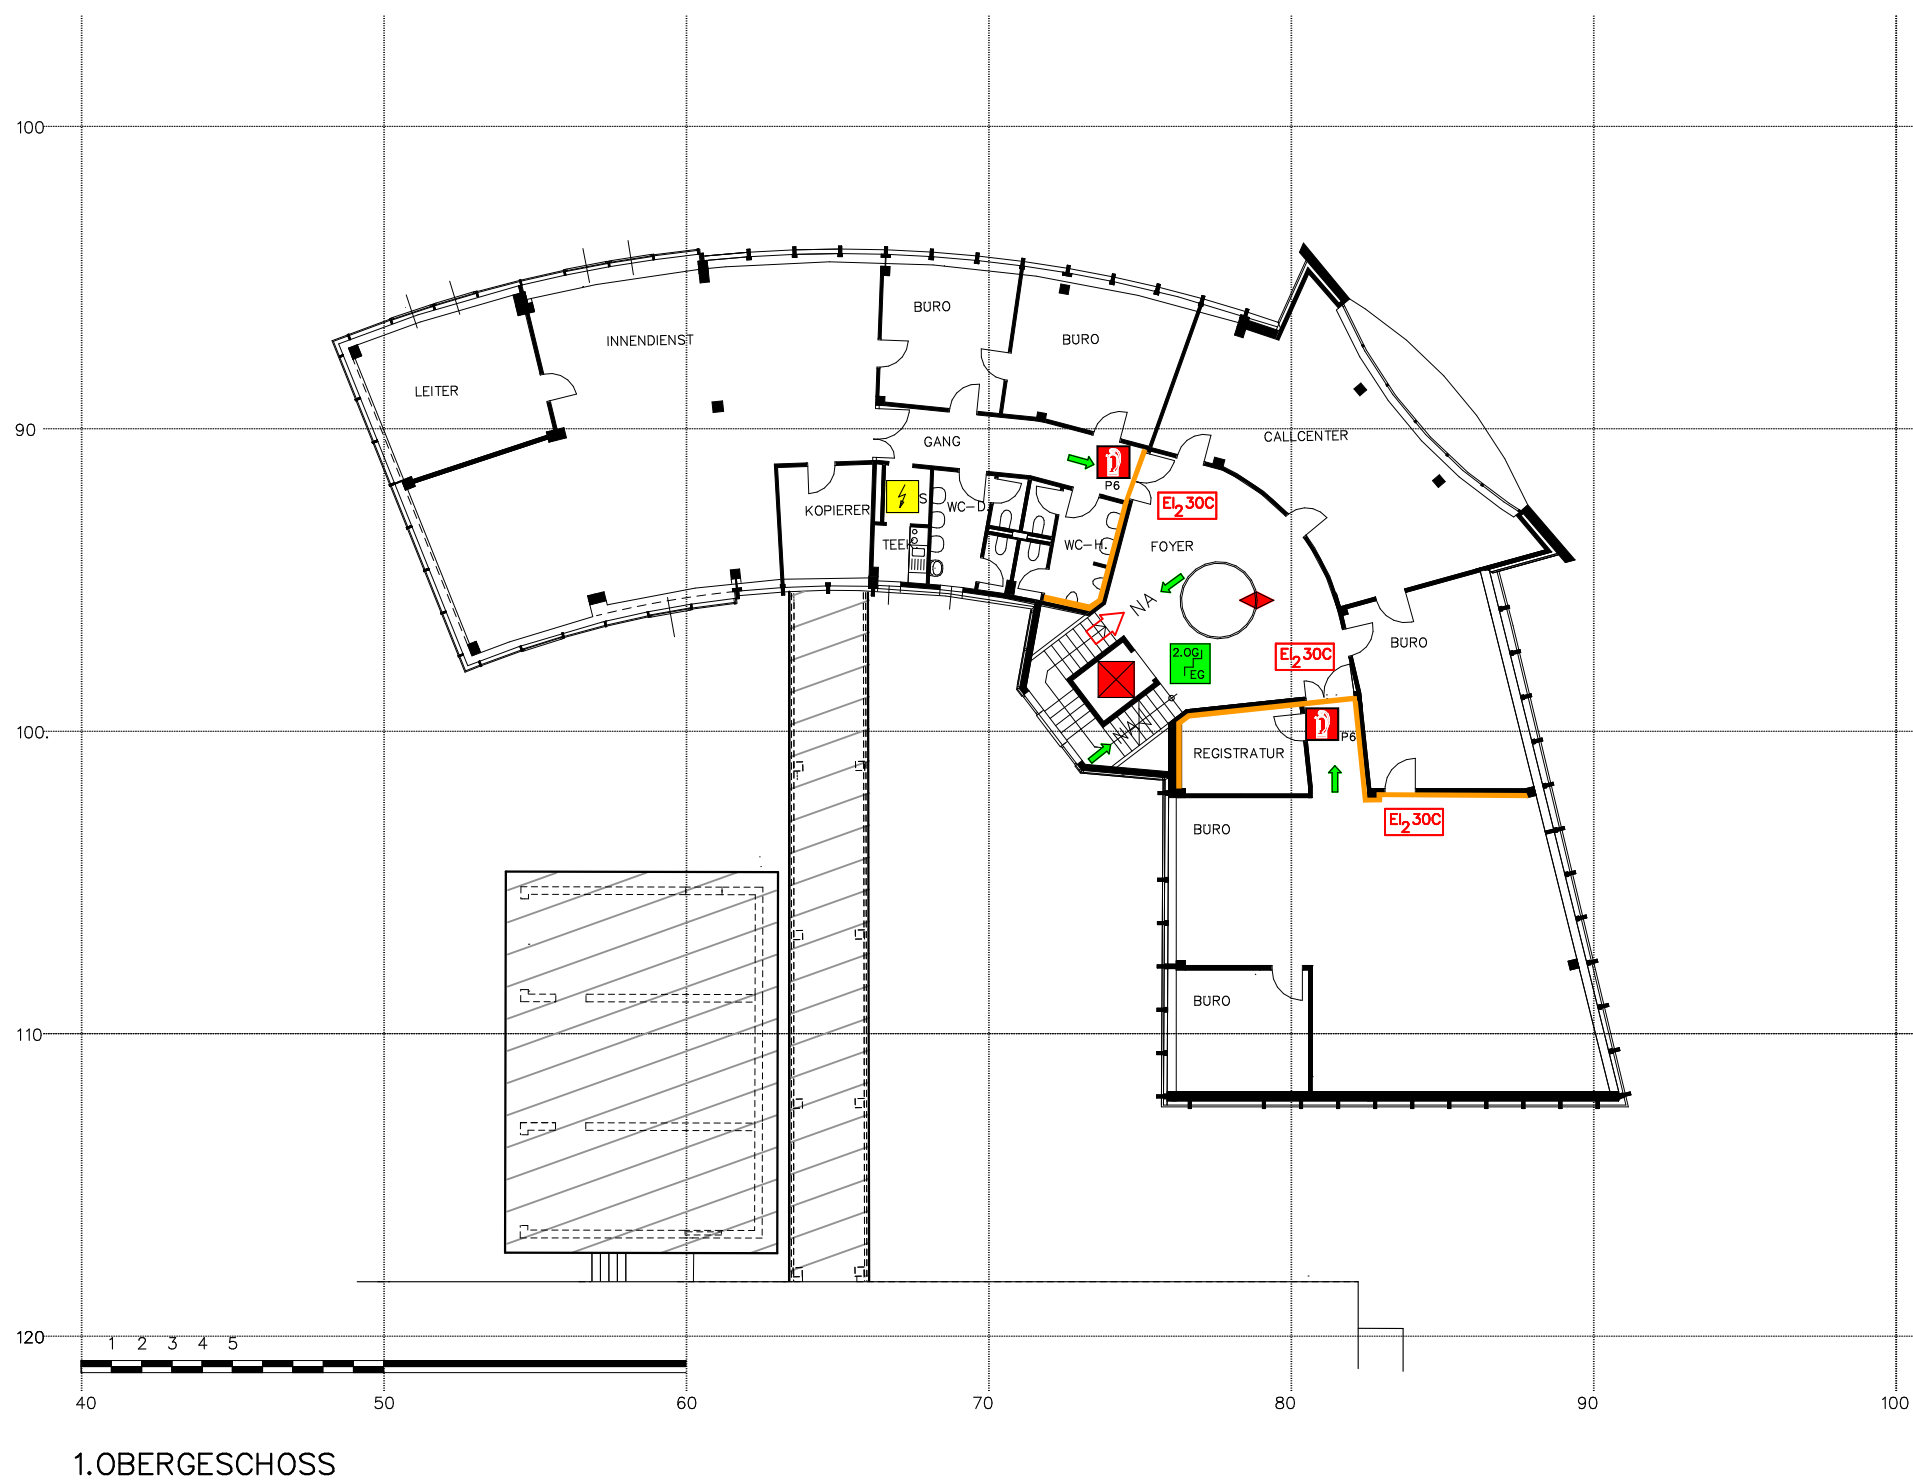 100
BÜRO
INNENDIENST
BÜRO
LEITER
90
GANG
CALLCENTER
P6
S
EI2 30C
WC-D.
KOPIERER
TEEK
WC-H.
FOYER
NA
BÜRO
2.OG
EG
EI2 30C
100.
NA
P6
REGISTRATUR
EI2 30C
BÜRO
BÜRO
110
120
1 2 3 4 5
40 50 60 70 80 90 100
1.OBERGESCHOSS